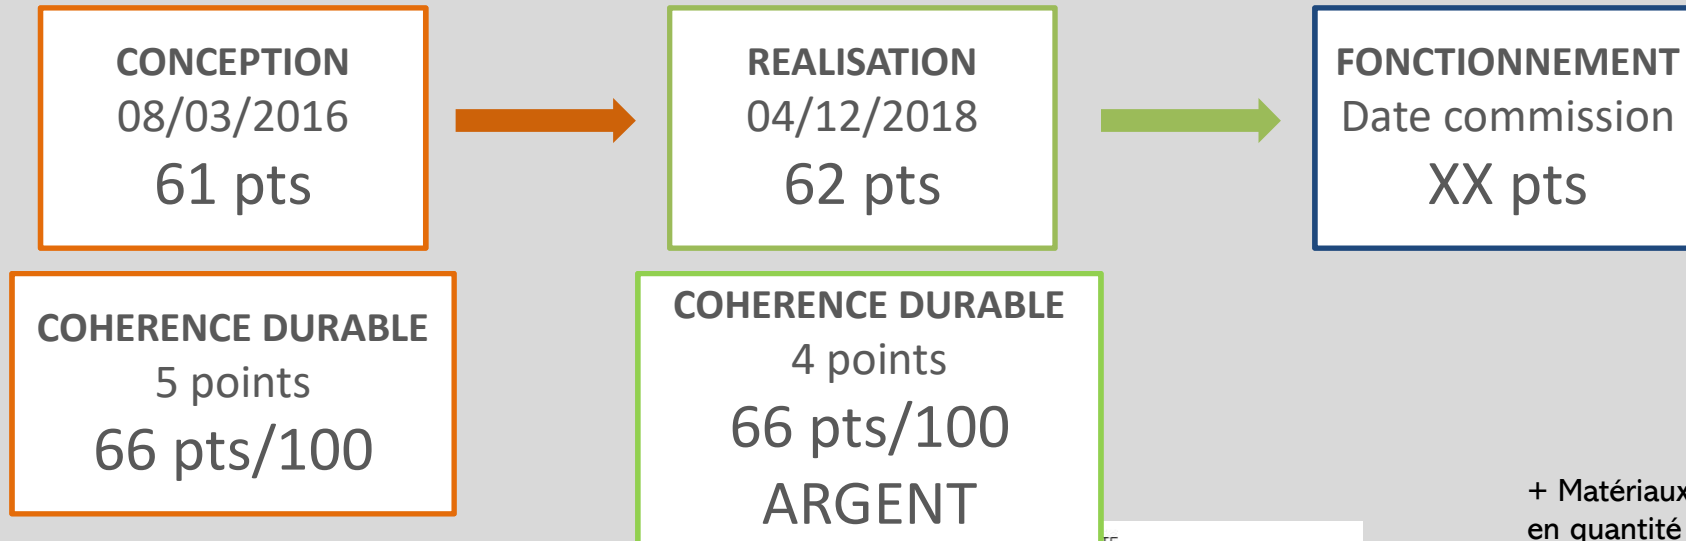 CONCEPTION
08/03/2016
61 pts
REALISATION
04/12/2018
62 pts
FONCTIONNEMENT
Date commission
XX pts
COHERENCE DURABLE
5 points
66 pts/100
COHERENCE DURABLE
4 points
66 pts/100
ARGENT
+ Matériaux
en quantité